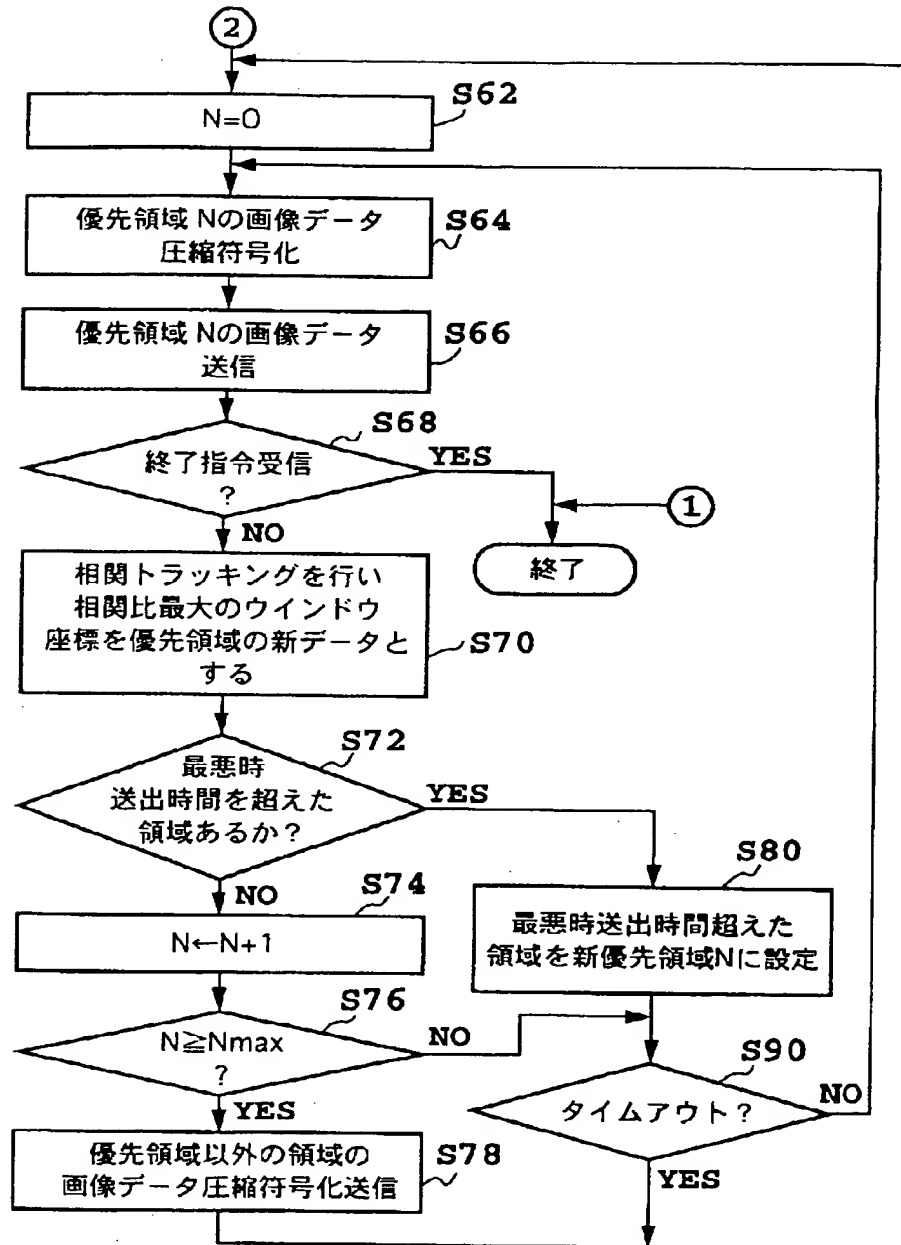 2
S62
N=0
優先領域 Nの画像データ
圧縮符号化
S64
優先領域 Nの画像データ
送信
S66
S68
終了指令受信
?
YES
NO
1
終了
相関トラッキングを行い
相関比最大のウインドウ
座標を優先領域の新データと
する
S70
S72
最悪時
送出時間を超えた
領域あるか?
YES
NO
S74
N←N+1
S80
最悪時送出時間超えた
領域を新優先領域Nに設定
S76
N≧Nmax
?
NO
YES
S90
タイムアウト?
NO
YES
優先領域以外の領域の
画像データ圧縮符号化送信
S78